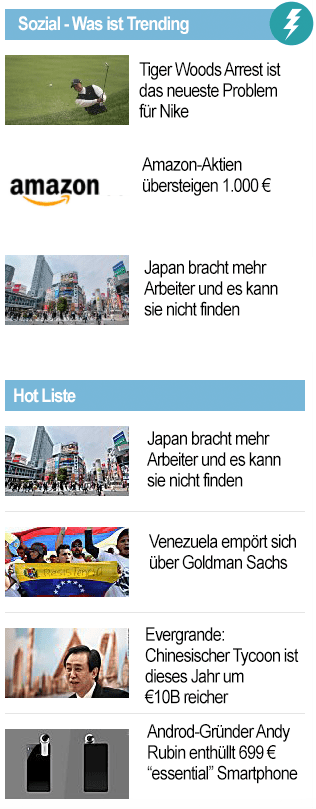 Sozial - Was ist Trending
Tiger Woods Arrest ist
das neueste Problem
für Nike
amazon
Amazon-Aktien
übersteigen 1.000 €
Japan bracht mehr
Arbeiter und es kann
sie nicht finden
Hot Liste
Japan bracht mehr
Arbeiter und es kann
sie nicht finden
Venezuela empört sich
über Goldman Sachs
Evergrande:
Chinesischer Tycoon ist
dieses Jahr um
€10B reicher
Androd-Gründer Andy
Rubin enthüllt 699 €
“essential” Smartphone